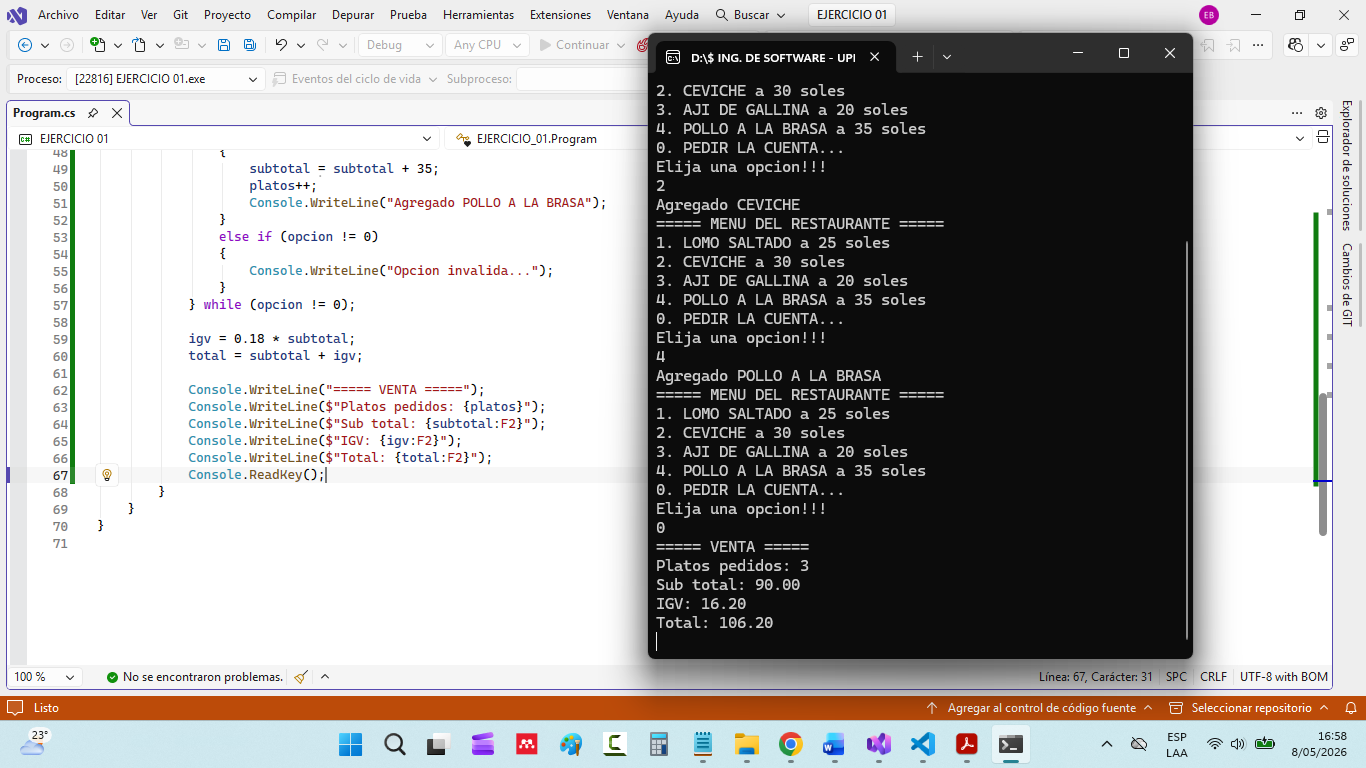 Archivo Editar Ver Git Proyecto Compilar Depurar Prueba Herramientas Extensiones Ventana Ayuda Buscar EJERCICIO 01 EB
Debug Any CPU Continuar
Proceso: [22816] EJERCICIO 01.exe Eventos del ciclo de vida Subproceso:
Program.cs
EJERCICIO 01 EJERCICIO_01.Program
48 {
49 subtotal = subtotal + 35;
50 platos++;
51 Console.WriteLine("Agregado POLLO A LA BRASA");
52 }
53 else if (opcion != 0)
54 {
55 Console.WriteLine("Opcion invalida...");
56 }
57 } while (opcion != 0);
58
59 igv = 0.18 * subtotal;
60 total = subtotal + igv;
61
62 Console.WriteLine("===== VENTA =====");
63 Console.WriteLine($"Platos pedidos: {platos}");
64 Console.WriteLine($"Sub total: {subtotal:F2}");
65 Console.WriteLine($"IGV: {igv:F2}");
66 Console.WriteLine($"Total: {total:F2}");
67 Console.ReadKey();
68 }
69 }
70 }
71
D:\$ ING. DE SOFTWARE - UPI
2. CEVICHE a 30 soles
3. AJI DE GALLINA a 20 soles
4. POLLO A LA BRASA a 35 soles
0. PEDIR LA CUENTA...
Elija una opcion!!!
2
Agregado CEVICHE
===== MENU DEL RESTAURANTE =====
1. LOMO SALTADO a 25 soles
2. CEVICHE a 30 soles
3. AJI DE GALLINA a 20 soles
4. POLLO A LA BRASA a 35 soles
0. PEDIR LA CUENTA...
Elija una opcion!!!
4
Agregado POLLO A LA BRASA
===== MENU DEL RESTAURANTE =====
1. LOMO SALTADO a 25 soles
2. CEVICHE a 30 soles
3. AJI DE GALLINA a 20 soles
4. POLLO A LA BRASA a 35 soles
0. PEDIR LA CUENTA...
Elija una opcion!!!
0
===== VENTA =====
Platos pedidos: 3
Sub total: 90.00
IGV: 16.20
Total: 106.20
Explorador de soluciones
Cambios de GIT
100 % No se encontraron problemas. Línea: 67, Carácter: 31 SPC CRLF UTF-8 with BOM
Listo Agregar al control de código fuente Seleccionar repositorio
23° ESP 16:58
LAA 8/05/2026